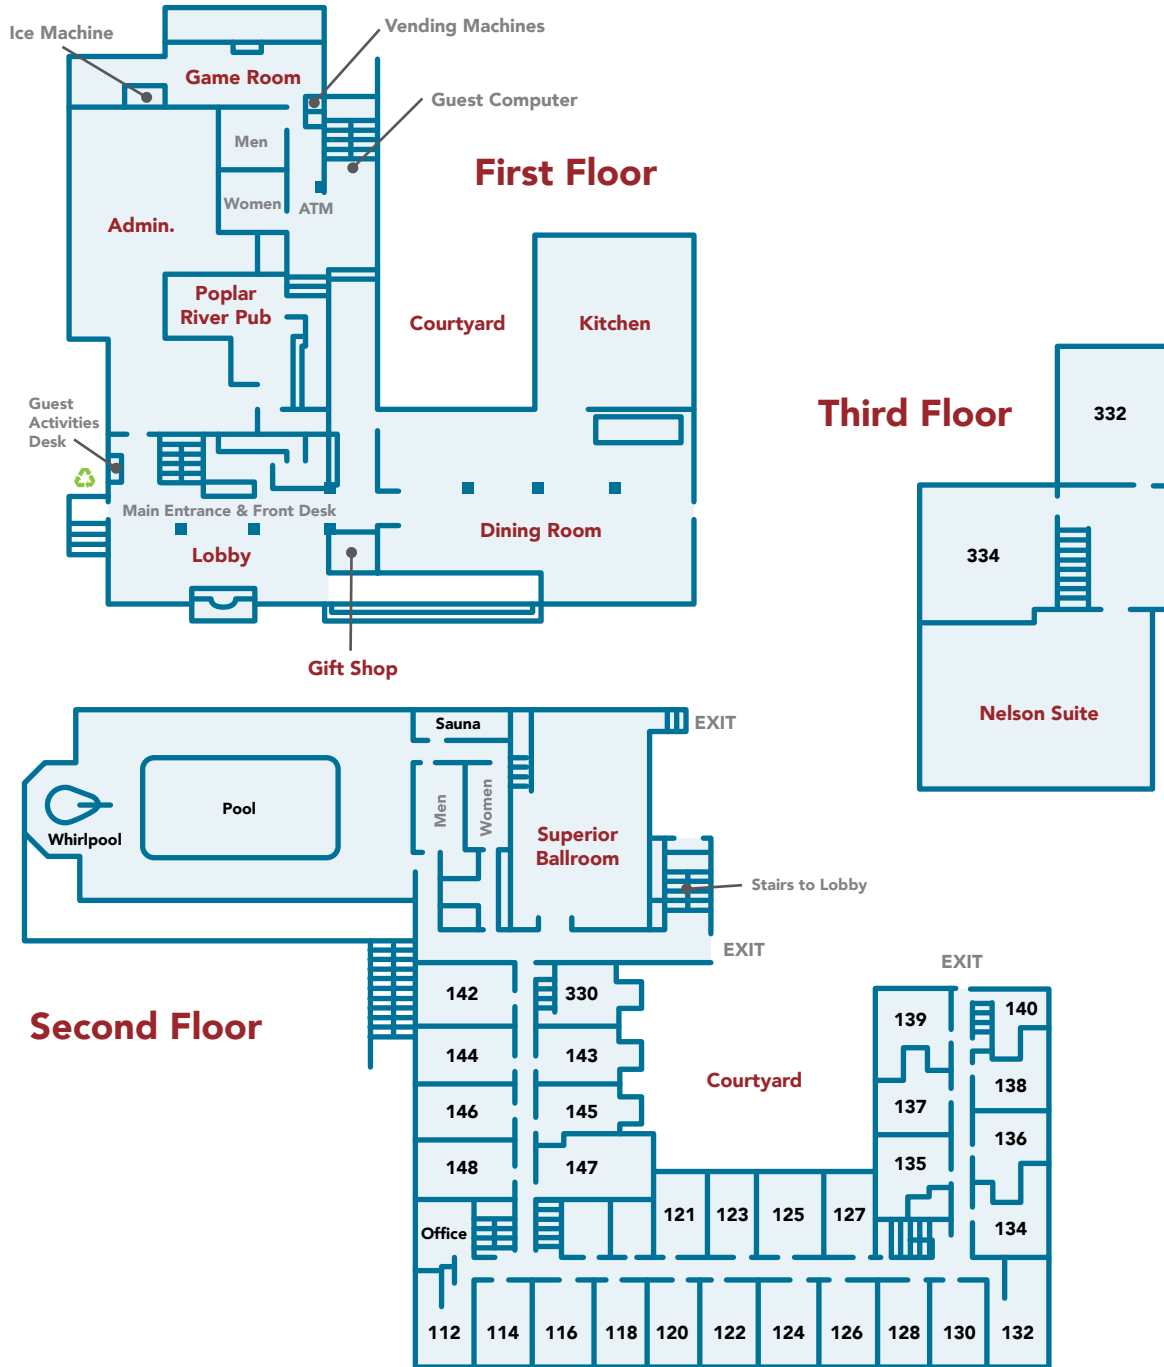 Ice Machine
Vending Machines
Game Room
Guest Computer
Men
First Floor
Women
ATM
Admin.
Poplar
River Pub
Courtyard
Kitchen
Guest
Activities
Desk
Main Entrance & Front Desk
Lobby
Dining Room
Gift Shop
Third Floor
332
334
Nelson Suite
Sauna
EXIT
Pool
Whirlpool
Men
Women
Superior
Ballroom
Stairs to Lobby
EXIT
EXIT
Second Floor
142
330
139
140
144
143
Courtyard
138
146
145
137
136
148
147
135
Office
121
123
125
127
134
112
114
116
118
120
122
124
126
128
130
132